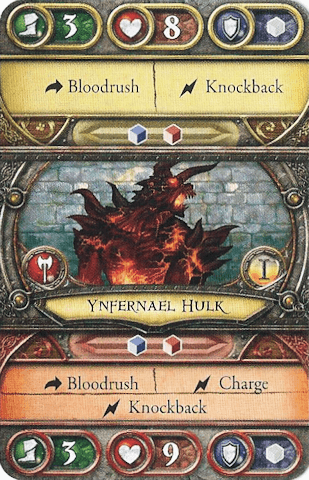 3 8
Bloodrush Knockback
Ynfernael Hulk
Bloodrush Charge
Knockback
3 9